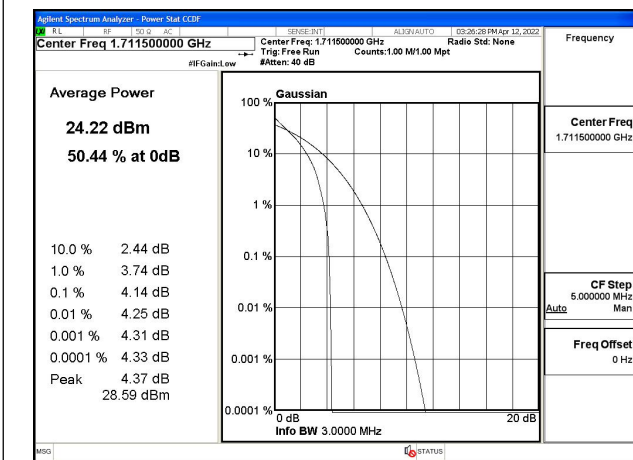 Agilent Spectrum Analyzer - Power Stat CCDF
LXI RL RF 50 Ω AC SENSE:INT ALIGN AUTO 03:26:28 PM Apr 12, 2022
Center Freq 1.711500000 GHz
Center Freq: 1.711500000 GHz Radio Std: None
Trig: Free Run Counts:1.00 M/1.00 Mpt
#IFGain:Low #Atten: 40 dB
Frequency
Average Power
24.22 dBm
50.44 % at 0dB
10.0 % 2.44 dB
1.0 % 3.74 dB
0.1 % 4.14 dB
0.01 % 4.25 dB
0.001 % 4.31 dB
0.0001 % 4.33 dB
Peak 4.37 dB
28.59 dBm
Gaussian
100 %
10 %
1 %
0.1 %
0.01 %
0.001 %
0.0001 %
0 dB 20 dB
Info BW 3.0000 MHz
Center Freq
1.711500000 GHz
CF Step
5.000000 MHz
Auto Man
Freq Offset
0 Hz
MSG STATUS